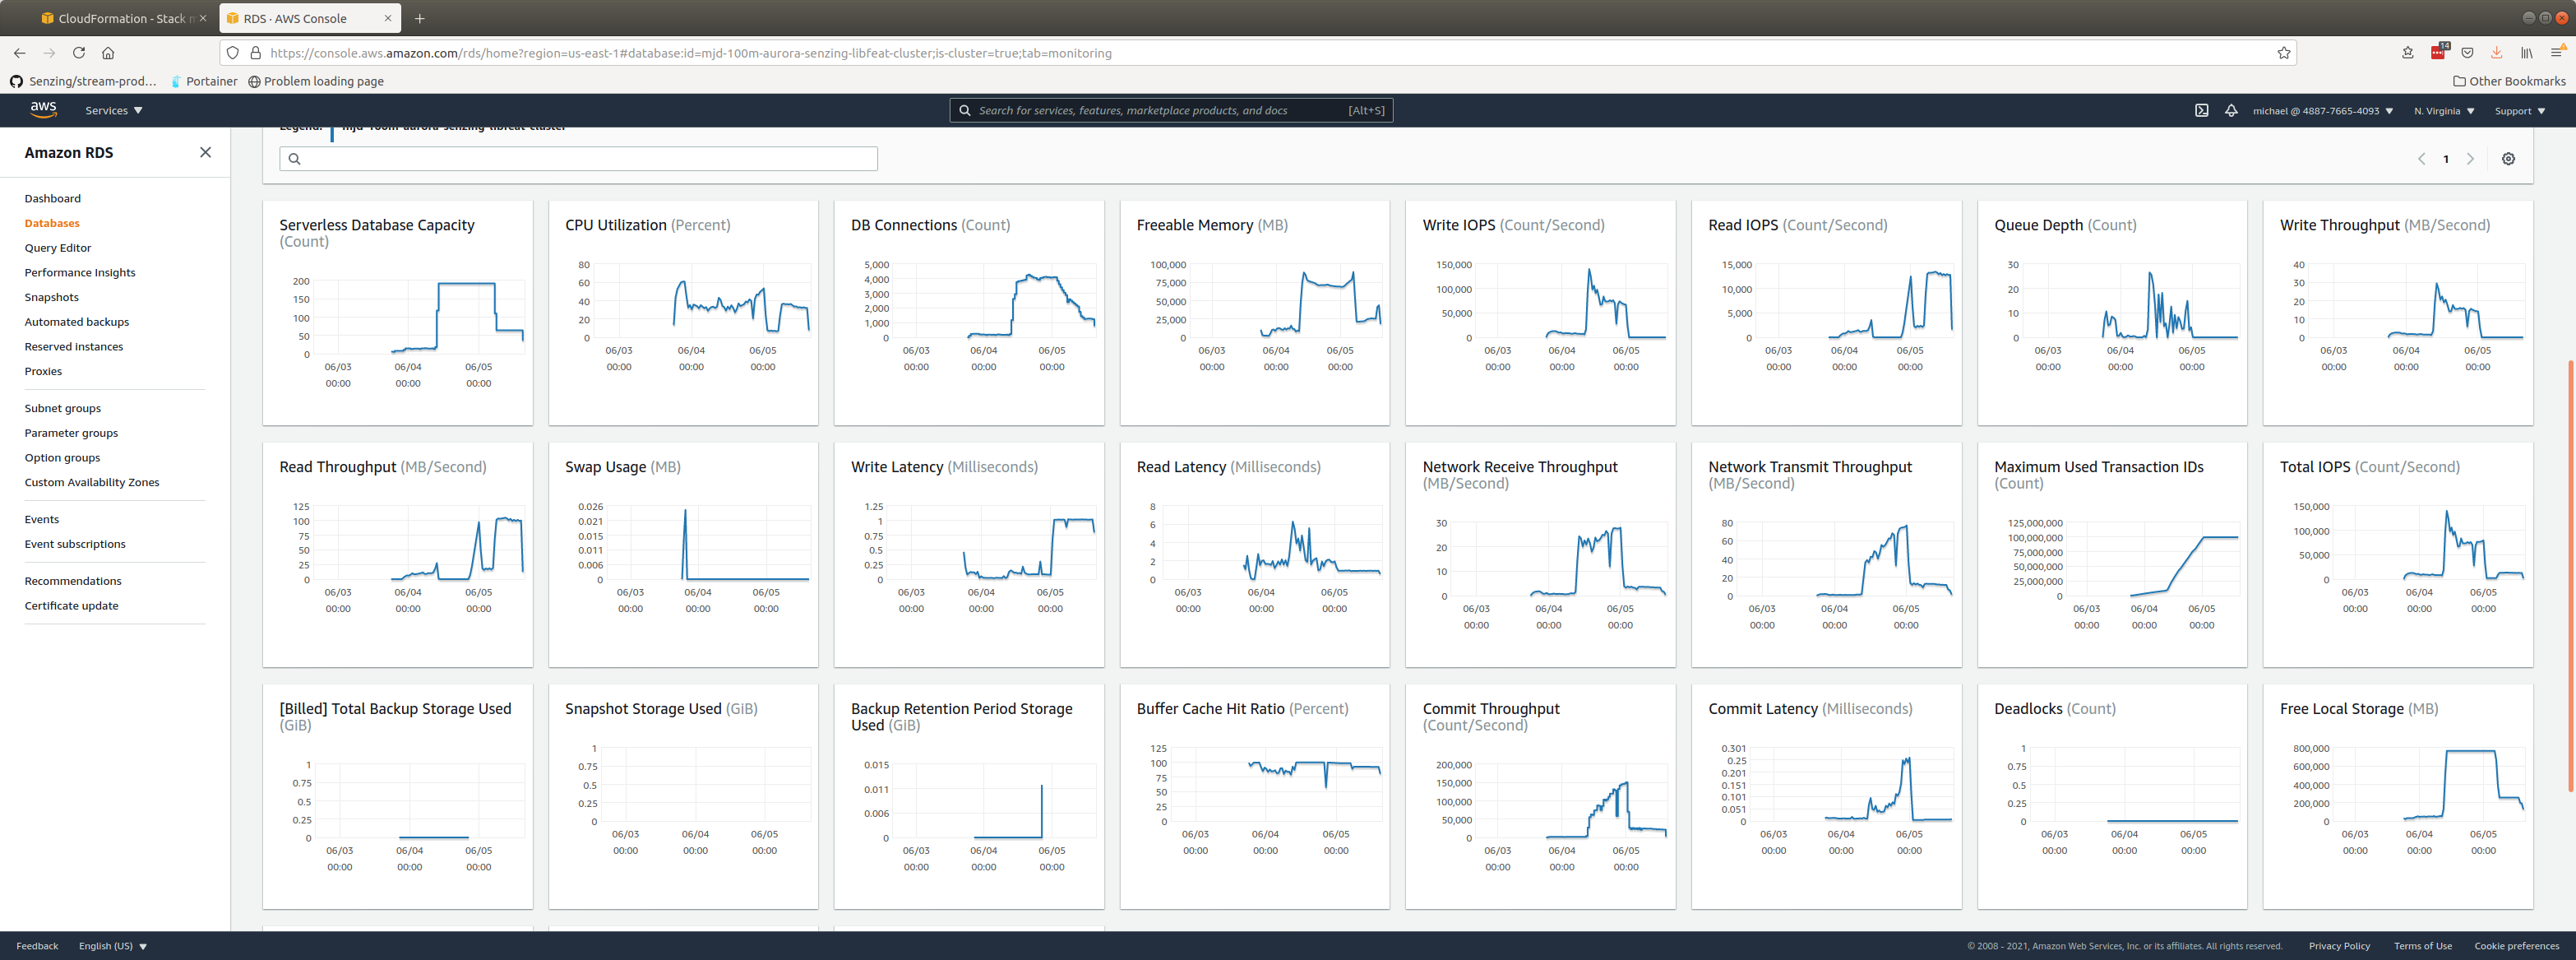 CloudFormation - Stack m
RDS · AWS Console
https://console.aws.amazon.com/rds/home?region=us-east-1#database:id=mjd-100m-aurora-senzing-libfeat-cluster;is-cluster=true;tab=monitoring
14
Senzing/stream-prod…
Portainer
Problem loading page
Other Bookmarks
aws
Services
Search for services, features, marketplace products, and docs
[Alt+S]
michael @ 4887-7665-4093
N. Virginia
Support
Amazon RDS
Dashboard
Databases
Query Editor
Performance Insights
Snapshots
Automated backups
Reserved instances
Proxies
Subnet groups
Parameter groups
Option groups
Custom Availability Zones
Events
Event subscriptions
Recommendations
Certificate update
Legend: mjd-100m-aurora-senzing-libfeat-cluster
1
Serverless Database Capacity
(Count)
200
150
100
50
0
06/03 06/04 06/05
00:00 00:00 00:00
CPU Utilization (Percent)
80
60
40
20
0
06/03 06/04 06/05
00:00 00:00 00:00
DB Connections (Count)
5,000
4,000
3,000
2,000
1,000
0
06/03 06/04 06/05
00:00 00:00 00:00
Freeable Memory (MB)
100,000
75,000
50,000
25,000
0
06/03 06/04 06/05
00:00 00:00 00:00
Write IOPS (Count/Second)
150,000
100,000
50,000
0
06/03 06/04 06/05
00:00 00:00 00:00
Read IOPS (Count/Second)
15,000
10,000
5,000
0
06/03 06/04 06/05
00:00 00:00 00:00
Queue Depth (Count)
30
20
10
0
06/03 06/04 06/05
00:00 00:00 00:00
Write Throughput (MB/Second)
40
30
20
10
0
06/03 06/04 06/05
00:00 00:00 00:00
Read Throughput (MB/Second)
125
100
75
50
25
0
06/03 06/04 06/05
00:00 00:00 00:00
Swap Usage (MB)
0.026
0.021
0.015
0.011
0.006
0
06/03 06/04 06/05
00:00 00:00 00:00
Write Latency (Milliseconds)
1.25
1
0.75
0.5
0.25
0
06/03 06/04 06/05
00:00 00:00 00:00
Read Latency (Milliseconds)
8
6
4
2
0
06/03 06/04 06/05
00:00 00:00 00:00
Network Receive Throughput
(MB/Second)
30
20
10
0
06/03 06/04 06/05
00:00 00:00 00:00
Network Transmit Throughput
(MB/Second)
80
60
40
20
0
06/03 06/04 06/05
00:00 00:00 00:00
Maximum Used Transaction IDs
(Count)
125,000,000
100,000,000
75,000,000
50,000,000
25,000,000
0
06/03 06/04 06/05
00:00 00:00 00:00
Total IOPS (Count/Second)
150,000
100,000
50,000
0
06/03 06/04 06/05
00:00 00:00 00:00
[Billed] Total Backup Storage Used
(GiB)
1
0.75
0.5
0.25
0
06/03 06/04 06/05
00:00 00:00 00:00
Snapshot Storage Used (GiB)
1
0.75
0.5
0.25
0
06/03 06/04 06/05
00:00 00:00 00:00
Backup Retention Period Storage
Used (GiB)
0.015
0.011
0.006
0
06/03 06/04 06/05
00:00 00:00 00:00
Buffer Cache Hit Ratio (Percent)
125
100
75
50
25
0
06/03 06/04 06/05
00:00 00:00 00:00
Commit Throughput
(Count/Second)
200,000
150,000
100,000
50,000
0
06/03 06/04 06/05
00:00 00:00 00:00
Commit Latency (Milliseconds)
0.301
0.25
0.201
0.151
0.101
0.051
0
06/03 06/04 06/05
00:00 00:00 00:00
Deadlocks (Count)
1
0.75
0.5
0.25
0
06/03 06/04 06/05
00:00 00:00 00:00
Free Local Storage (MB)
800,000
600,000
400,000
200,000
0
06/03 06/04 06/05
00:00 00:00 00:00
Feedback
English (US)
© 2008 - 2021, Amazon Web Services, Inc. or its affiliates. All rights reserved.
Privacy Policy
Terms of Use
Cookie preferences